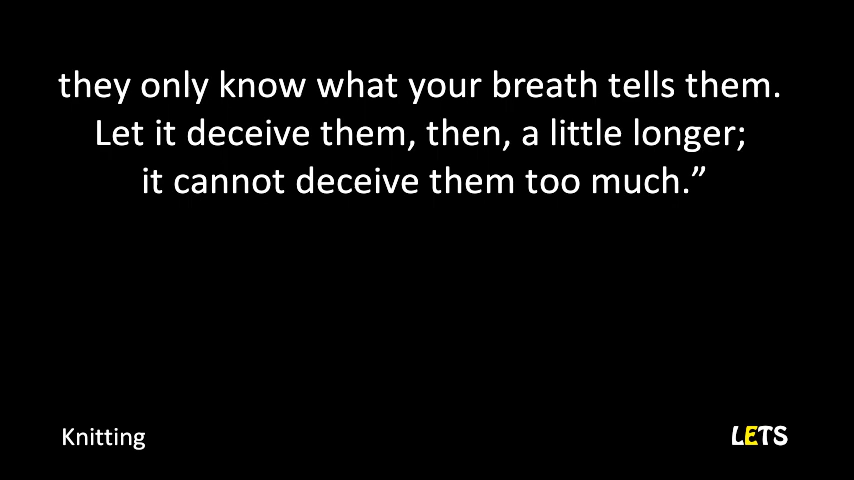 they only know what your breath tells them.
Let it deceive them, then, a little longer;
it cannot deceive them too much.”
Knitting
LETS